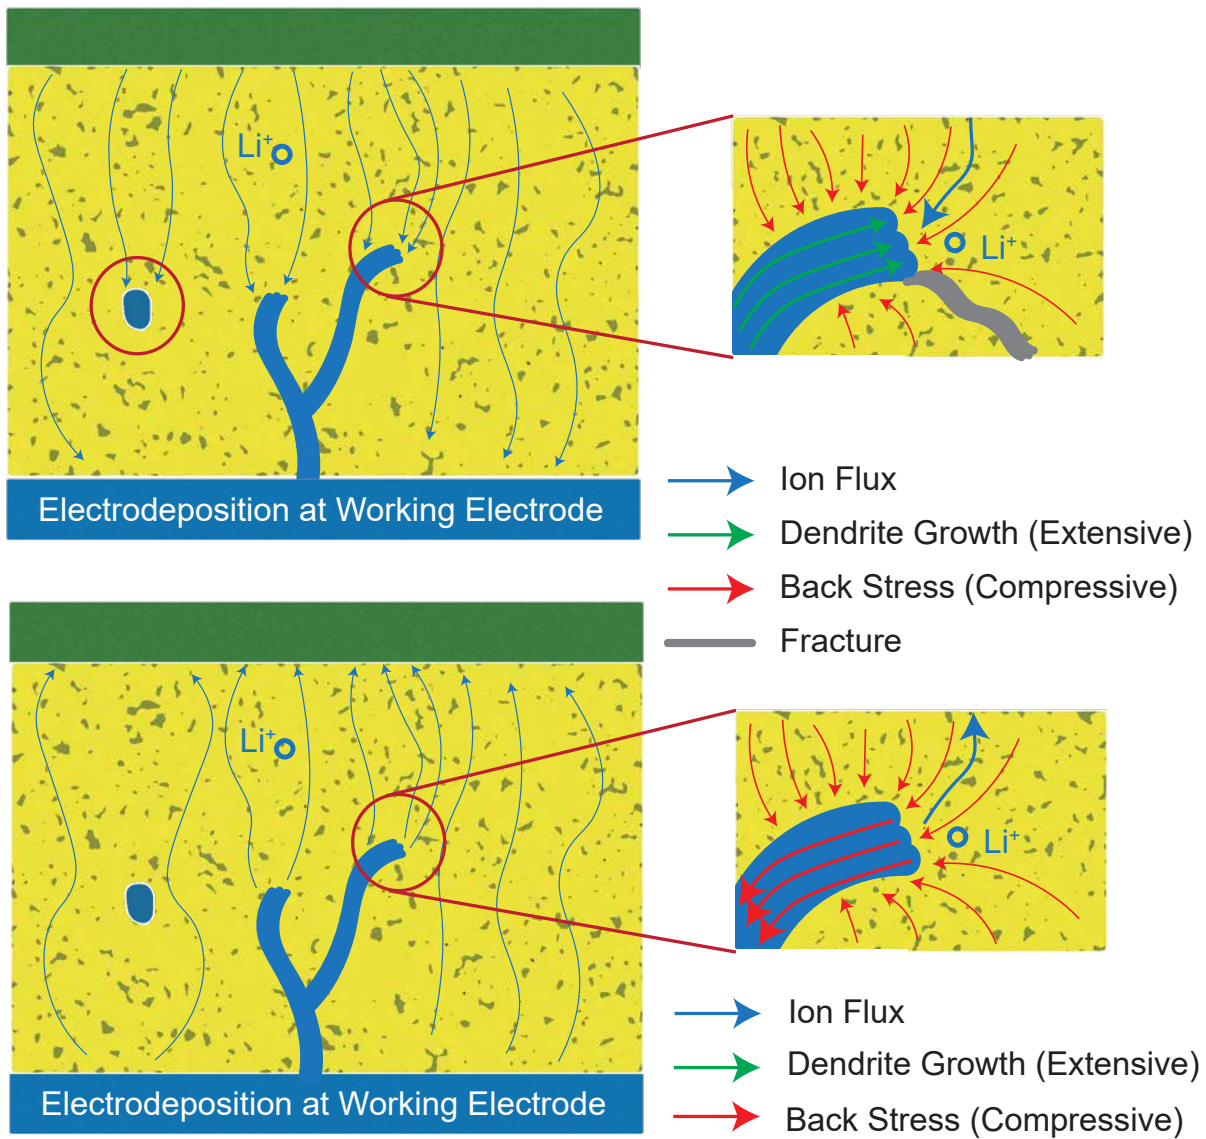 Li+
Li+
Electrodeposition at Working Electrode
Ion Flux
Dendrite Growth (Extensive)
Back Stress (Compressive)
Fracture
Li+
Li+
Electrodeposition at Working Electrode
Ion Flux
Dendrite Growth (Extensive)
Back Stress (Compressive)